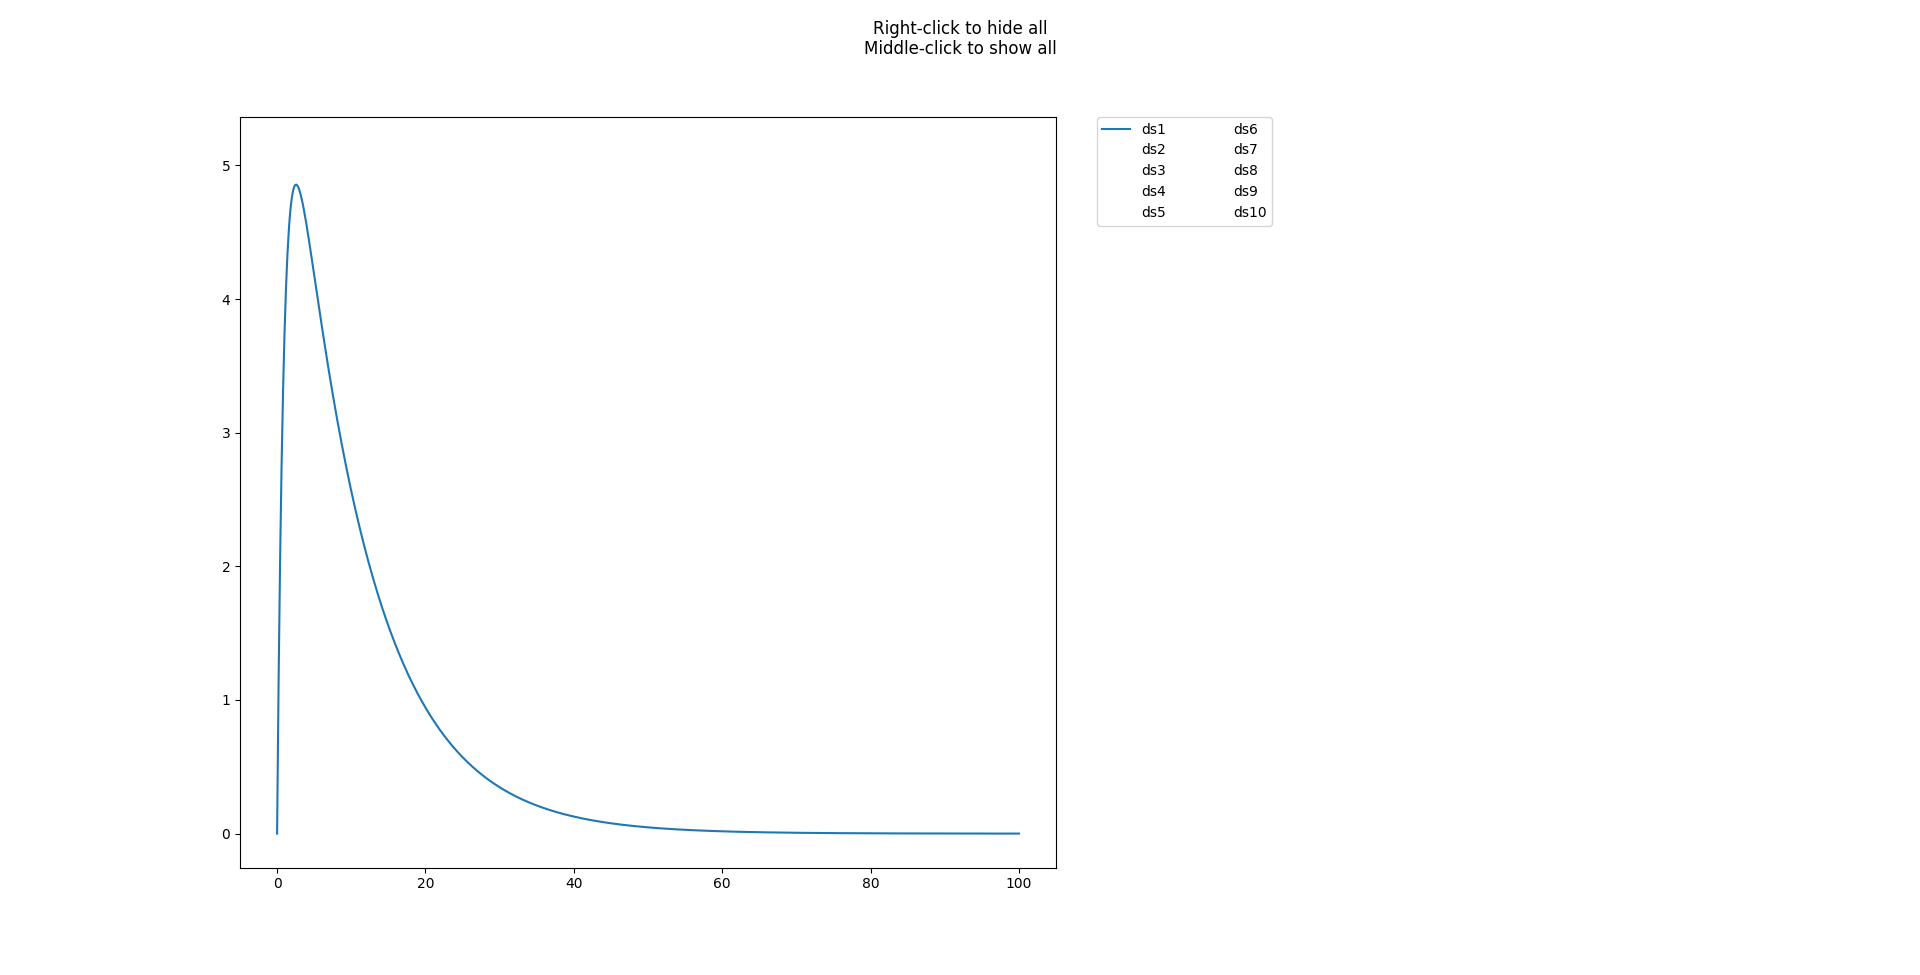 Right-click to hide all
Middle-click to show all
5
4
3
2
1
0
0 20 40 60 80 100
ds1 ds6
ds2 ds7
ds3 ds8
ds4 ds9
ds5 ds10